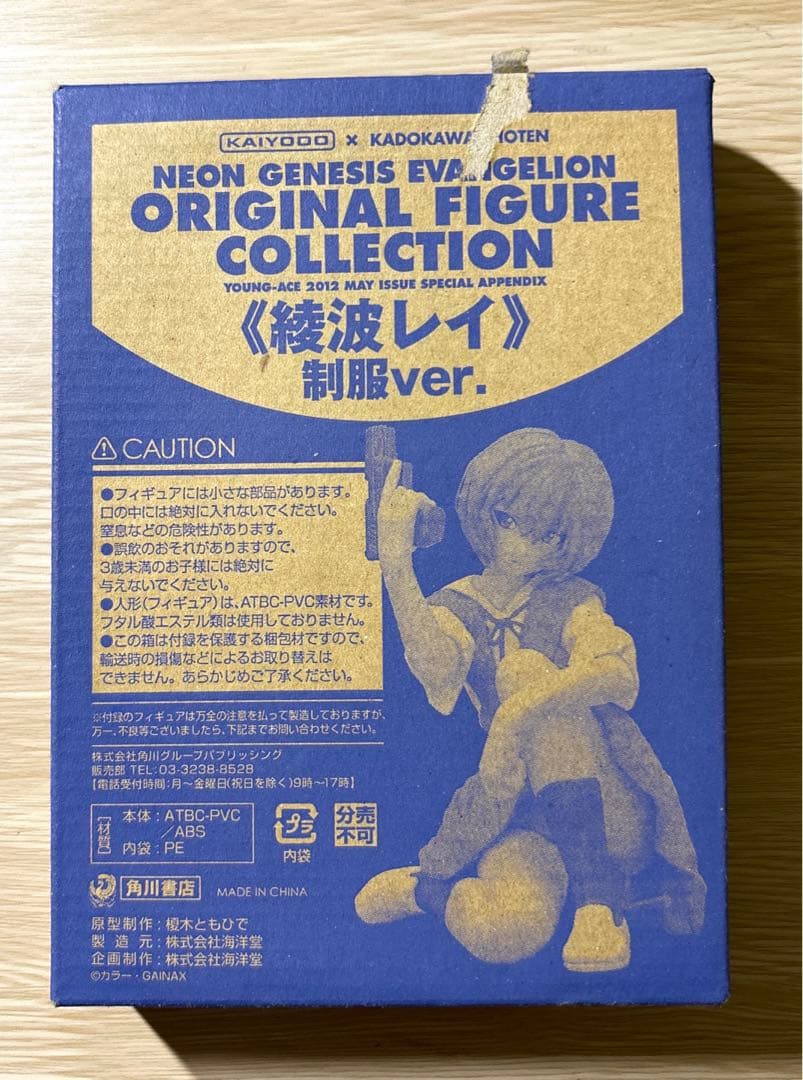 KAIYODO × KADOKAWA HOTEN
NEON GENESIS EVANGELION
ORIGINAL FIGURE
COLLECTION
YOUNG-ACE 2012 MAY ISSUE SPECIAL APPENDIX
《綾波レイ》
制服ver.
⚠ CAUTION
●フィギュアには小さな部品があります。
口の中には絶対に入れないでください。
窒息などの危険性があります。
●誤飲のおそれがありますので、
3歳未満のお子様には絶対に
与えないでください。
●人形(フィギュア)は、ATBC-PVC素材です。
フタル酸エステル類は使用しておりません。
●この箱は付録を保護する梱包材ですので、
輸送時の損傷などによるお取り替えは
できません。あらかじめご了承ください。
※付録のフィギュアは万全の注意を払って製造しておりますが、
万一、不良等ございましたら、下記までお問い合わせください。
株式会社角川グループパブリッシング
販売部 TEL:03-3238-8528
【電話受付時間:月〜金曜日(祝日を除く)9時〜17時】
[材質] 本体:ATBC-PVC
/ABS
内袋:PE
プラ
内袋
分売
不可
角川書店 MADE IN CHINA
原型制作:榎木ともひで
製造元:株式会社海洋堂
企画制作:株式会社海洋堂
©カラー・GAINAX